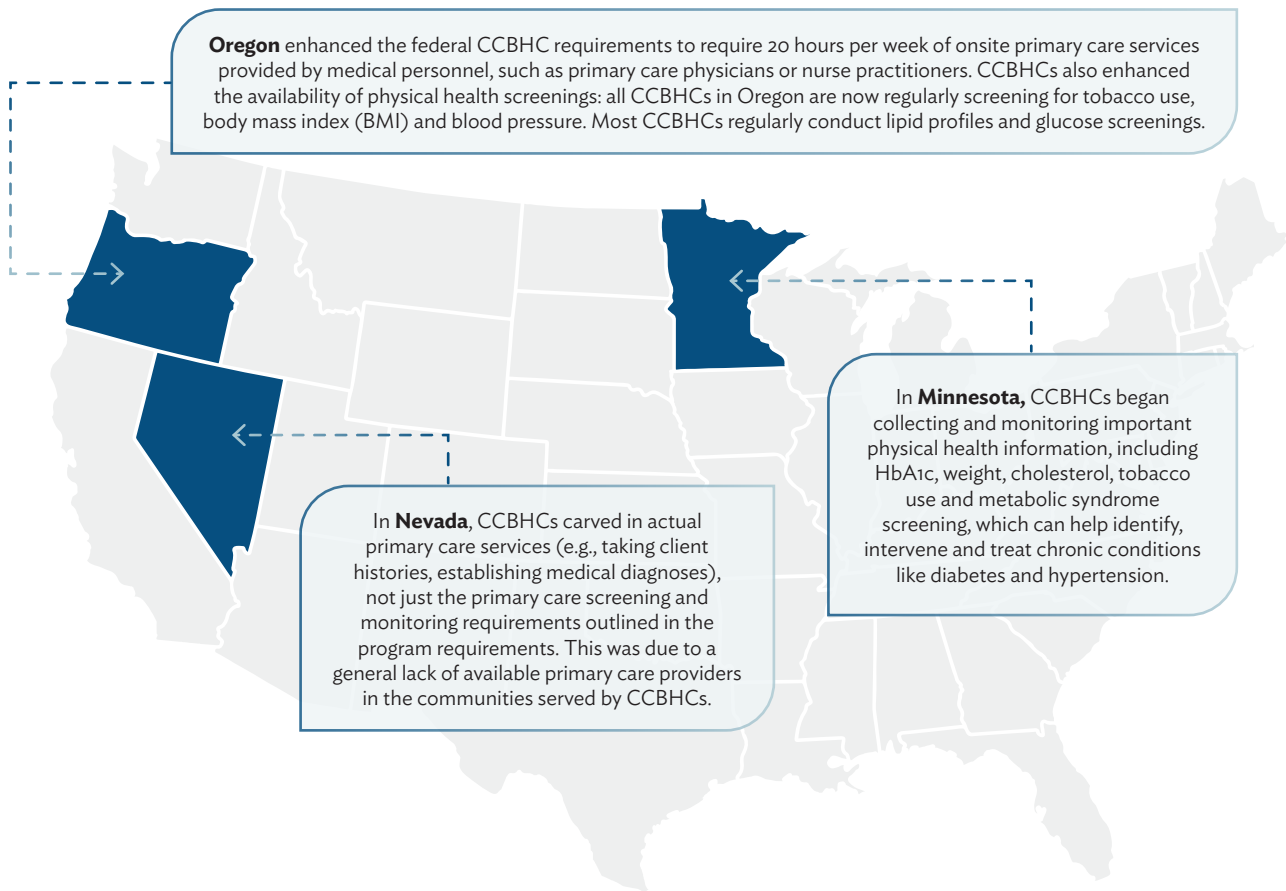 Oregon enhanced the federal CCBHC requirements to require 20 hours per week of onsite primary care services
provided by medical personnel, such as primary care physicians or nurse practitioners. CCBHCs also enhanced
the availability of physical health screenings: all CCBHCs in Oregon are now regularly screening for tobacco use,
body mass index (BMI) and blood pressure. Most CCBHCs regularly conduct lipid profiles and glucose screenings.
In Minnesota, CCBHCs began
collecting and monitoring important
physical health information, including
HbA1c, weight, cholesterol, tobacco
use and metabolic syndrome
screening, which can help identify,
intervene and treat chronic conditions
like diabetes and hypertension.
In Nevada, CCBHCs carved in actual
primary care services (e.g., taking client
histories, establishing medical diagnoses),
not just the primary care screening and
monitoring requirements outlined in the
program requirements. This was due to a
general lack of available primary care providers
in the communities served by CCBHCs.